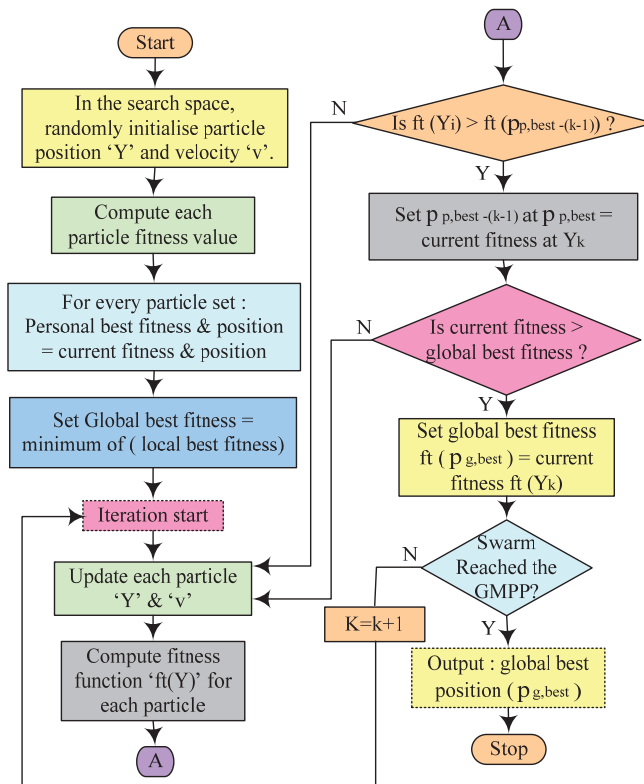 Start
In the search space,
randomly initialise particle
position ‘Y’ and velocity ‘v’.
Compute each
particle fitness value
For every particle set :
Personal best fitness & position
= current fitness & position
Set Global best fitness =
minimum of ( local best fitness)
Iteration start
Update each particle
‘Y’ & ‘v’
Compute fitness
function ‘ft(Y)’ for
each particle
A
A
N
Is ft (Yi) > ft (pp,best -(k-1)) ?
Y
Set pp,best -(k-1) at pp,best =
current fitness at Yk
N
Is current fitness >
global best fitness ?
Y
Set global best fitness
ft ( pg,best ) = current
fitness ft (Yk)
N
Swarm
Reached the
GMPP?
K=k+1
Y
Output : global best
position ( pg,best )
Stop